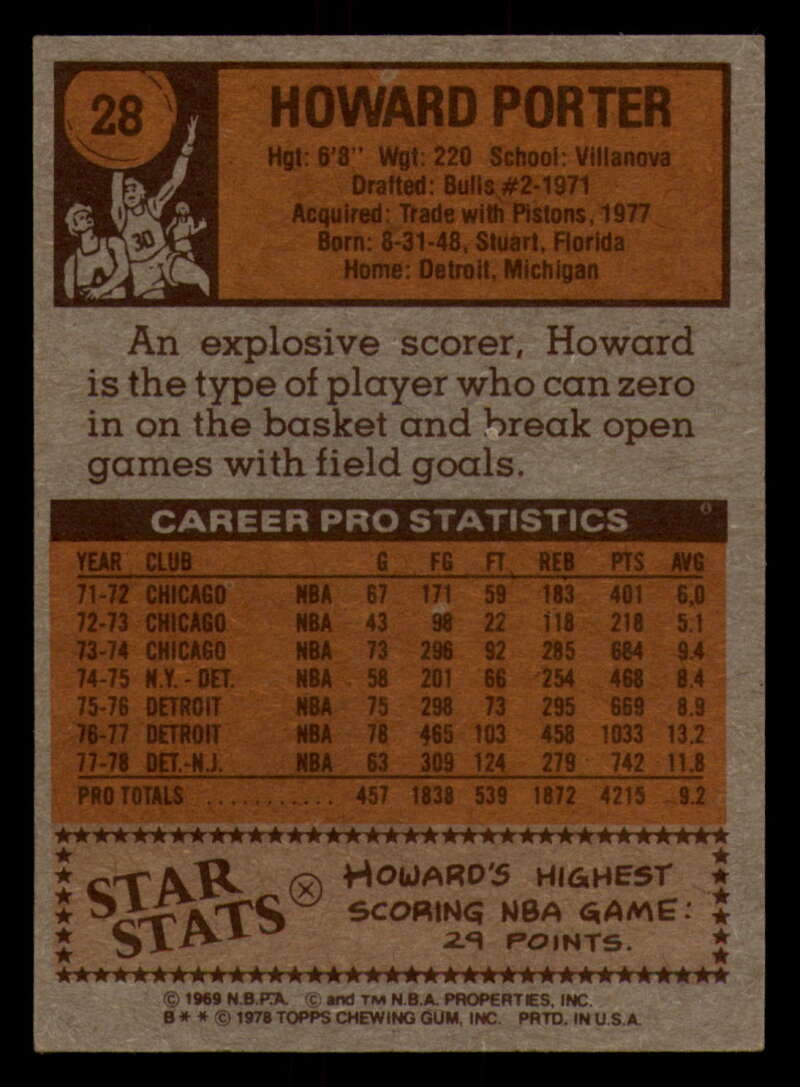 28
30
HOWARD PORTER
Hgt: 6'8" Wgt: 220 School: Villanova
Drafted: Bulls #2-1971
Acquired: Trade with Pistons, 1977
Born: 8-31-48, Stuart, Florida
Home: Detroit, Michigan
An explosive scorer, Howard
is the type of player who can zero
in on the basket and break open
games with field goals.
CAREER PRO STATISTICS
YEAR CLUB G FG FT REB PTS AVG
71-72 CHICAGO NBA 67 171 59 183 401 6.0
72-73 CHICAGO NBA 43 98 22 118 218 5.1
73-74 CHICAGO NBA 73 296 92 285 684 9.4
74-75 N.Y. - DET. NBA 58 201 66 254 468 8.4
75-76 DETROIT NBA 75 298 73 295 669 8.9
76-77 DETROIT NBA 78 465 103 458 1033 13.2
77-78 DET.-N.J. NBA 63 309 124 279 742 11.8
PRO TOTALS ........... 457 1838 539 1872 4215 9.2
STAR
STATS
HOWARD'S HIGHEST
SCORING NBA GAME:
29 POINTS.
© 1969 N.B.P.A. © and TM N.B.A. PROPERTIES, INC.
B * * © 1978 TOPPS CHEWING GUM, INC. PRTD. IN U.S.A.